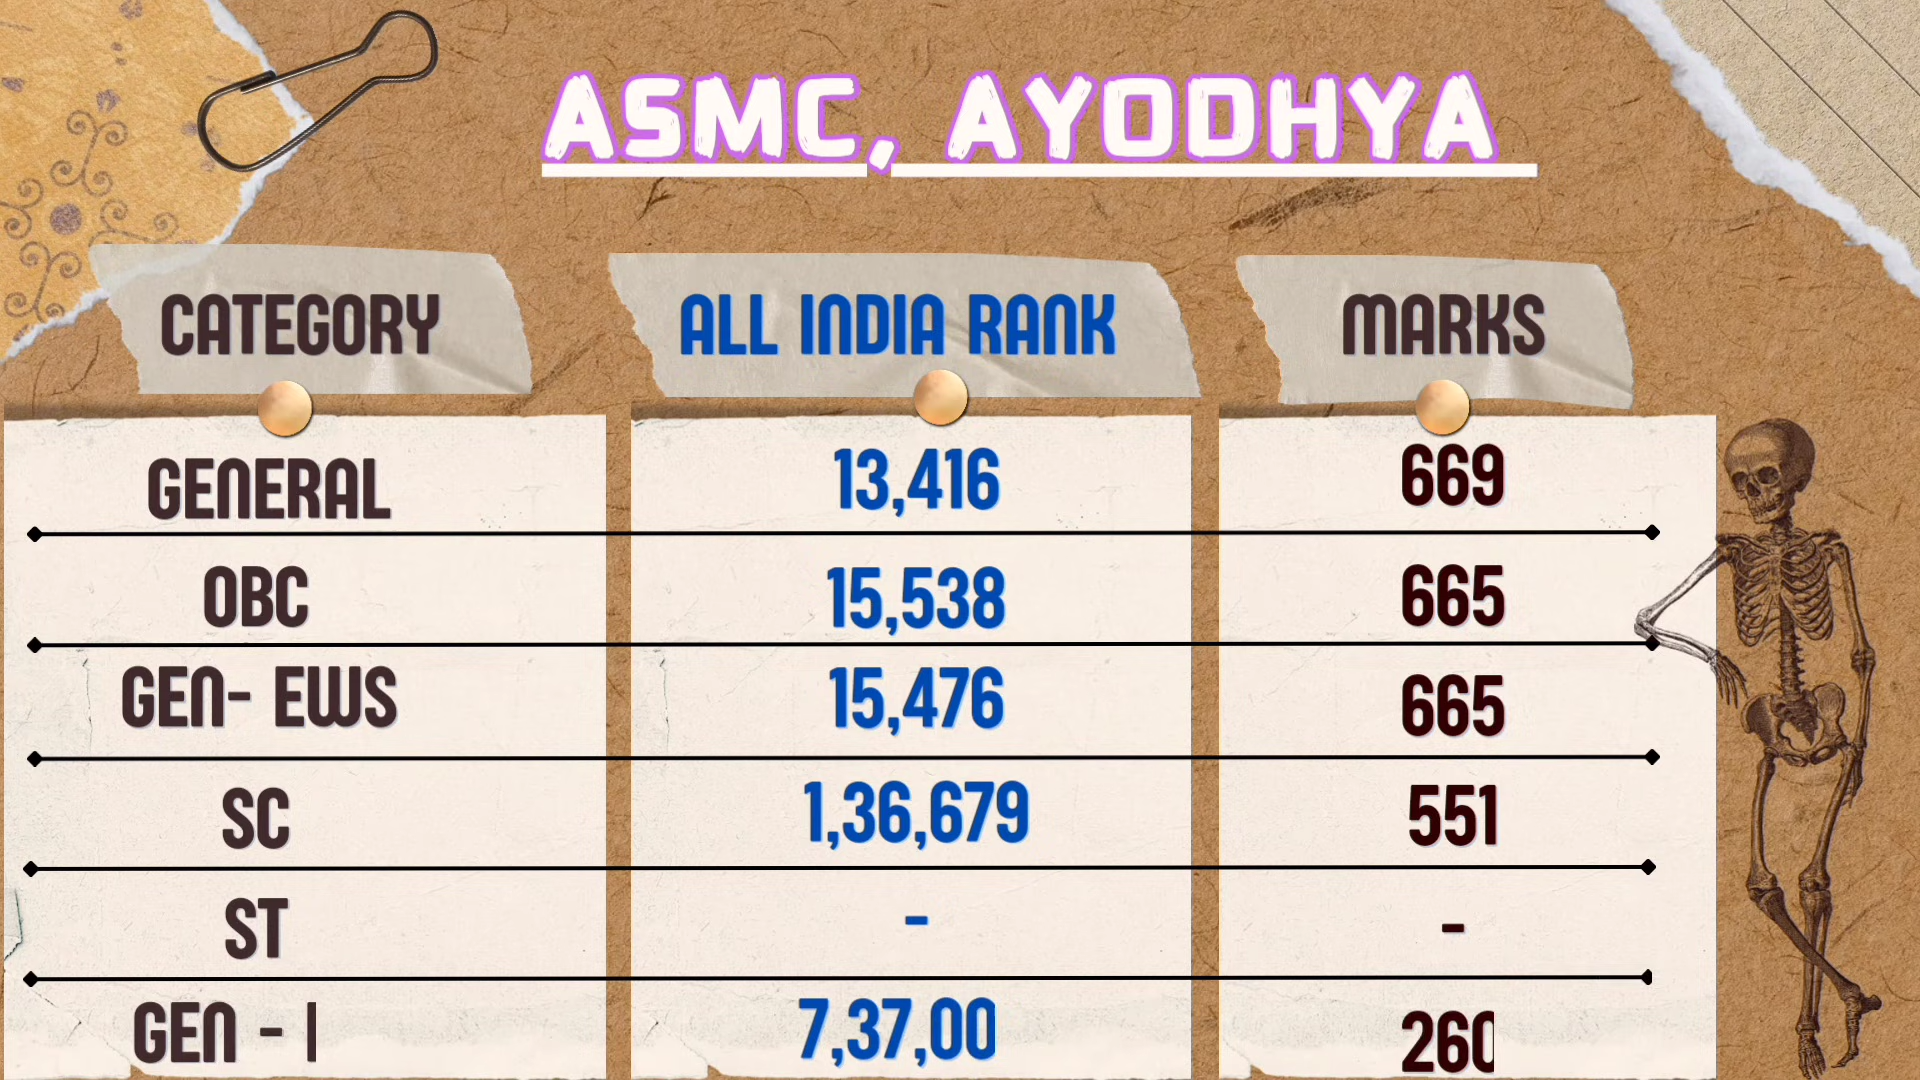 ASMC, AYODHYA
CATEGORY ALL INDIA RANK MARKS
GENERAL 13,416 669
OBC 15,538 665
GEN- EWS 15,476 665
SC 1,36,679 551
ST - -
GEN - 7,37,00 260